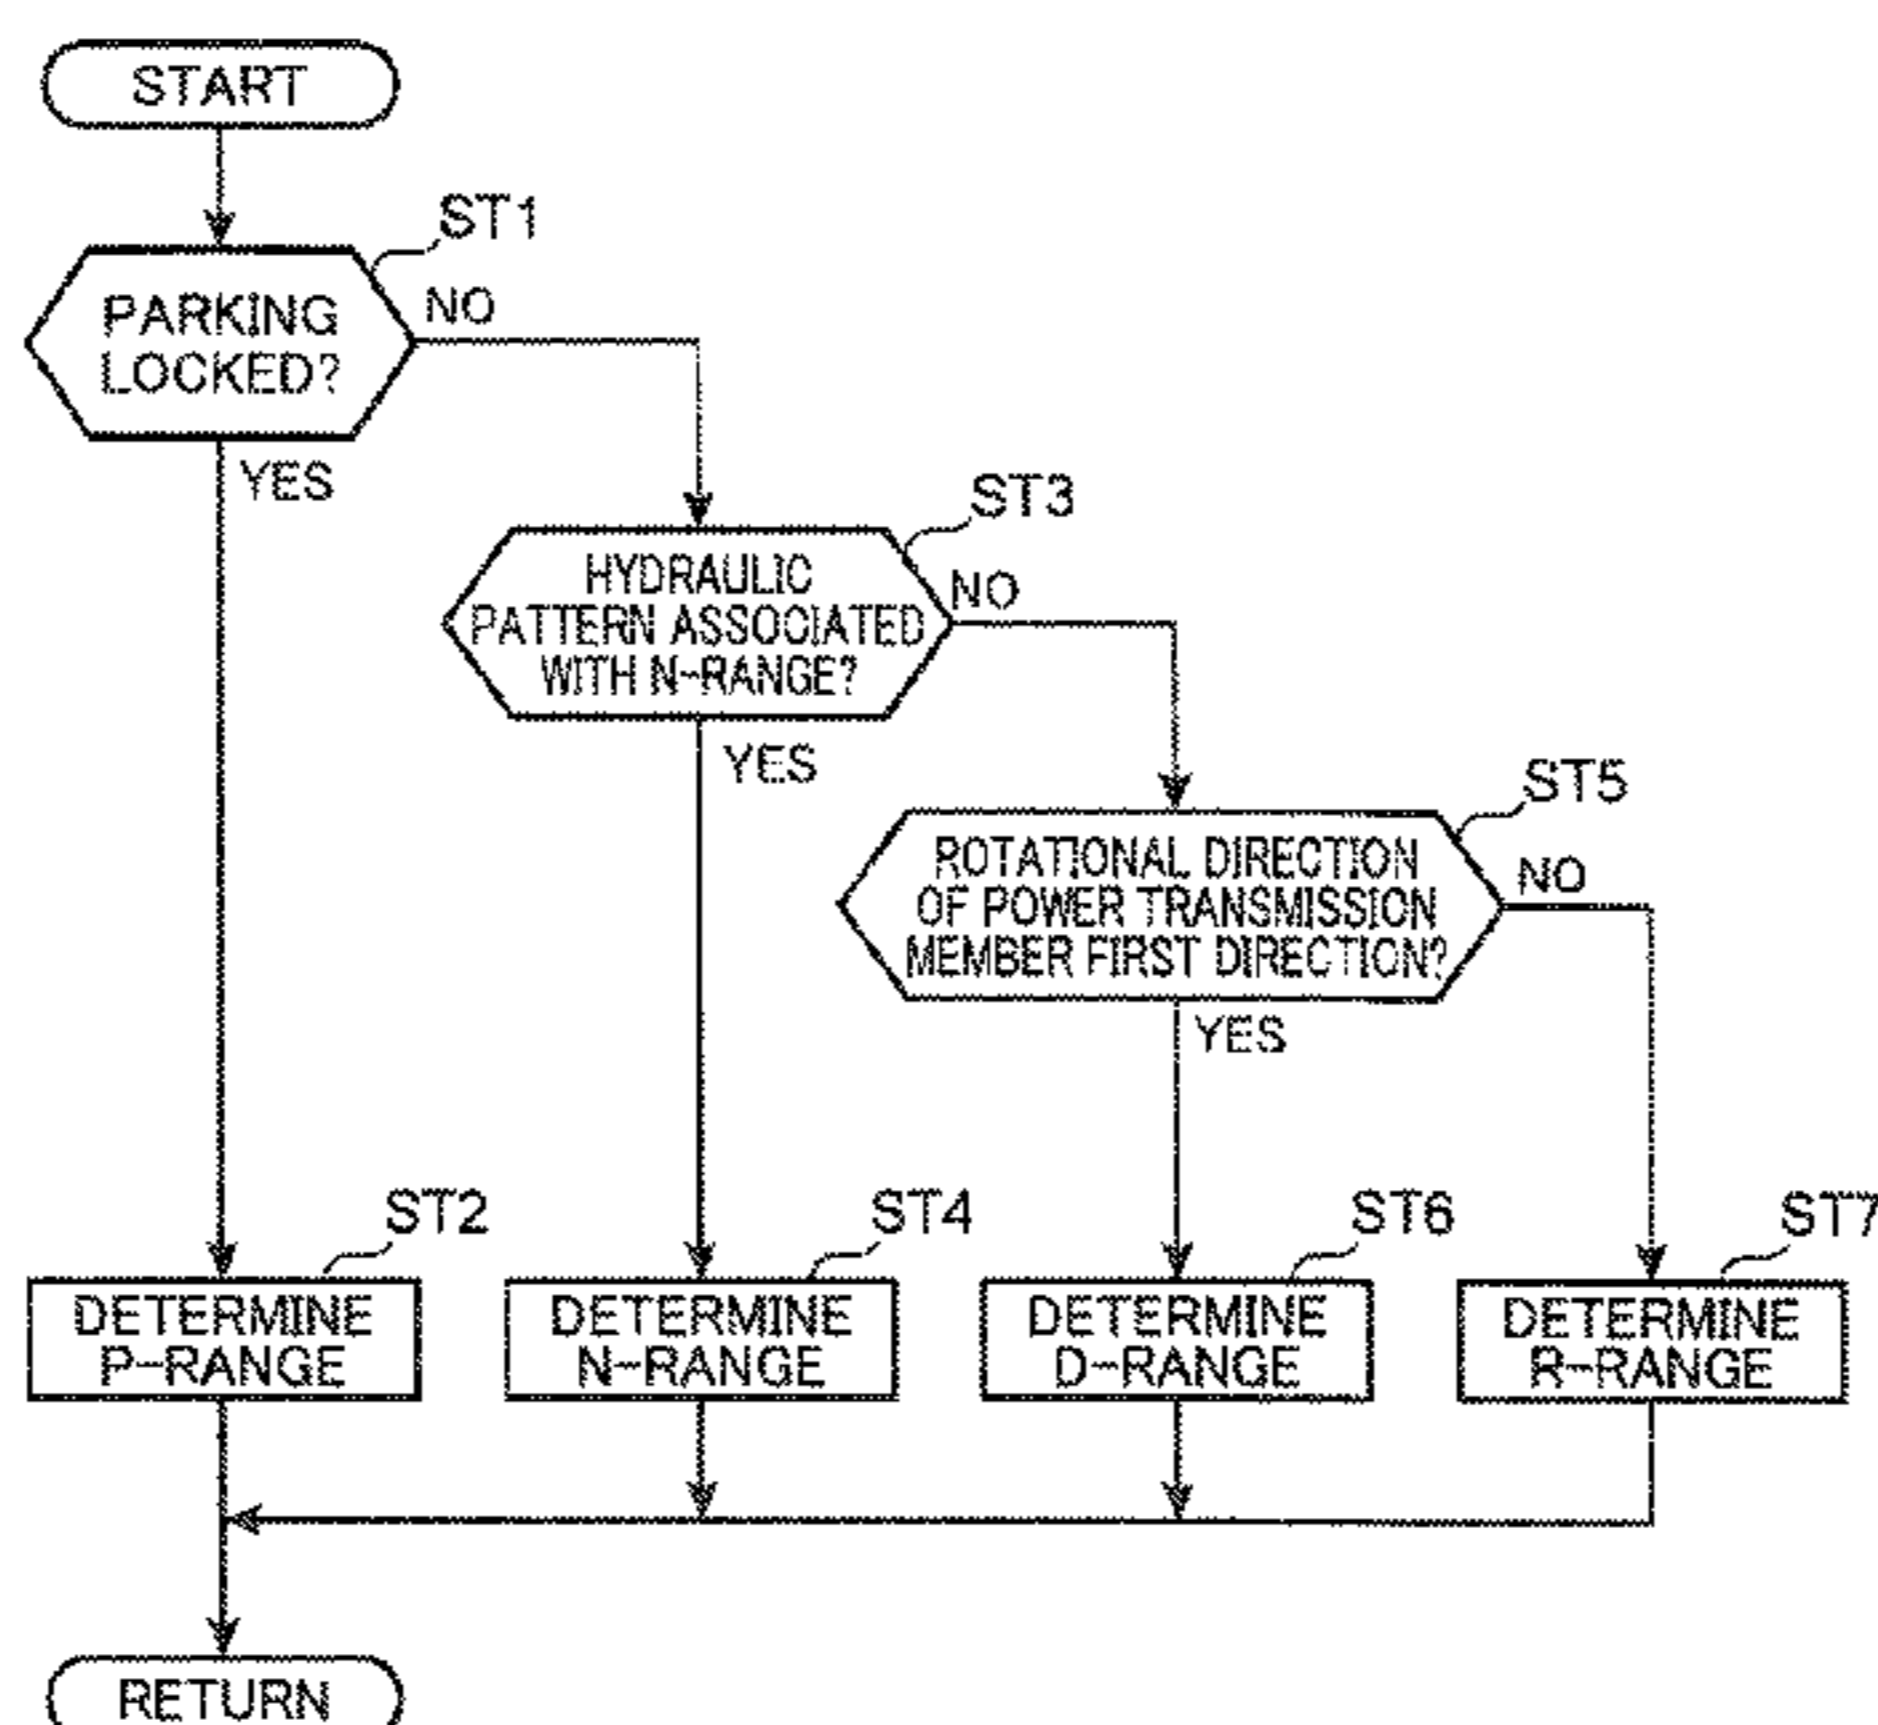 START
ST1
PARKING
LOCKED?
NO
YES
ST3
HYDRAULIC
PATTERN ASSOCIATED
WITH N-RANGE?
NO
YES
ST5
ROTATIONAL DIRECTION
OF POWER TRANSMISSION
MEMBER FIRST DIRECTION?
NO
YES
ST2
DETERMINE
P-RANGE
ST4
DETERMINE
N-RANGE
ST6
DETERMINE
D-RANGE
ST7
DETERMINE
R-RANGE
RETURN